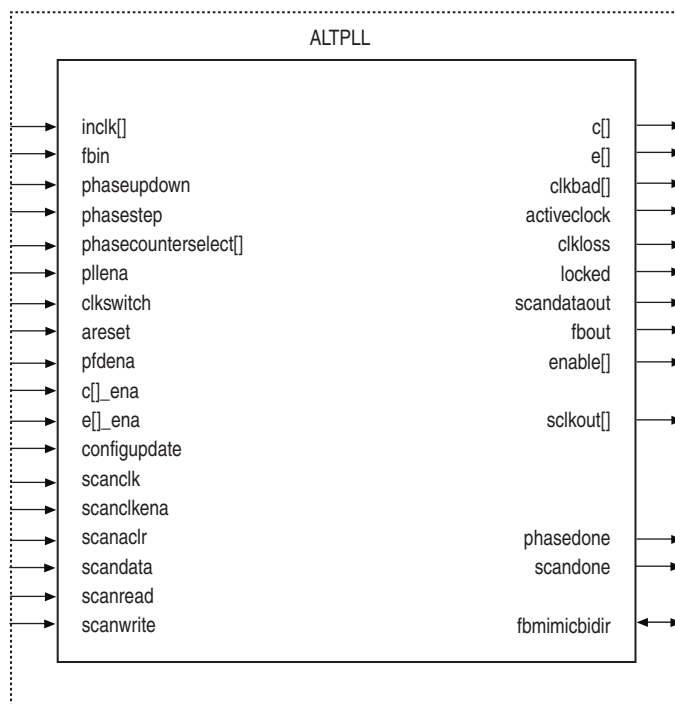 ALTPLL
inclk[]
fbin
phaseupdown
phasestep
phasecounterselect[]
pllena
clkswitch
areset
pfdena
c[]_ena
e[]_ena
configupdate
scanclk
scanclkena
scanaclr
scandata
scanread
scanwrite
c[]
e[]
clkbad[]
activeclock
clkloss
locked
scandataout
fbout
enable[]
sclkout[]
phasedone
scandone
fbmimicbidir